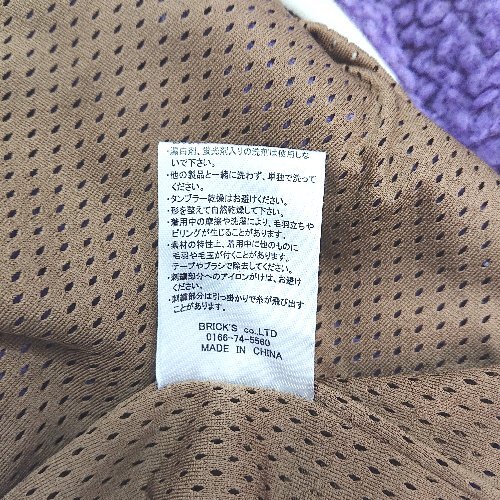 ・漂白剤、蛍光剤入りの洗剤は使用しな
いで下さい。
・他の製品と一緒に洗わず、単独で洗って
ください。
・タンブラー乾燥はお避けください。
・形を整えて自然乾燥して下さい。
・着用中の摩擦や洗濯により、毛羽立ちや
ピリングが生じることがあります。
・素材の特性上、着用中に他のものに
毛羽や毛玉が付くことがあります。
テープやブラシで除去してください。
・刺繍部分へのアイロンがけは、お避け
ください。
・刺繍部分は引っ掛かりで糸が飛び出す
ことがあります。
BRICK'S co.,LTD
0166-74-5560
MADE IN CHINA